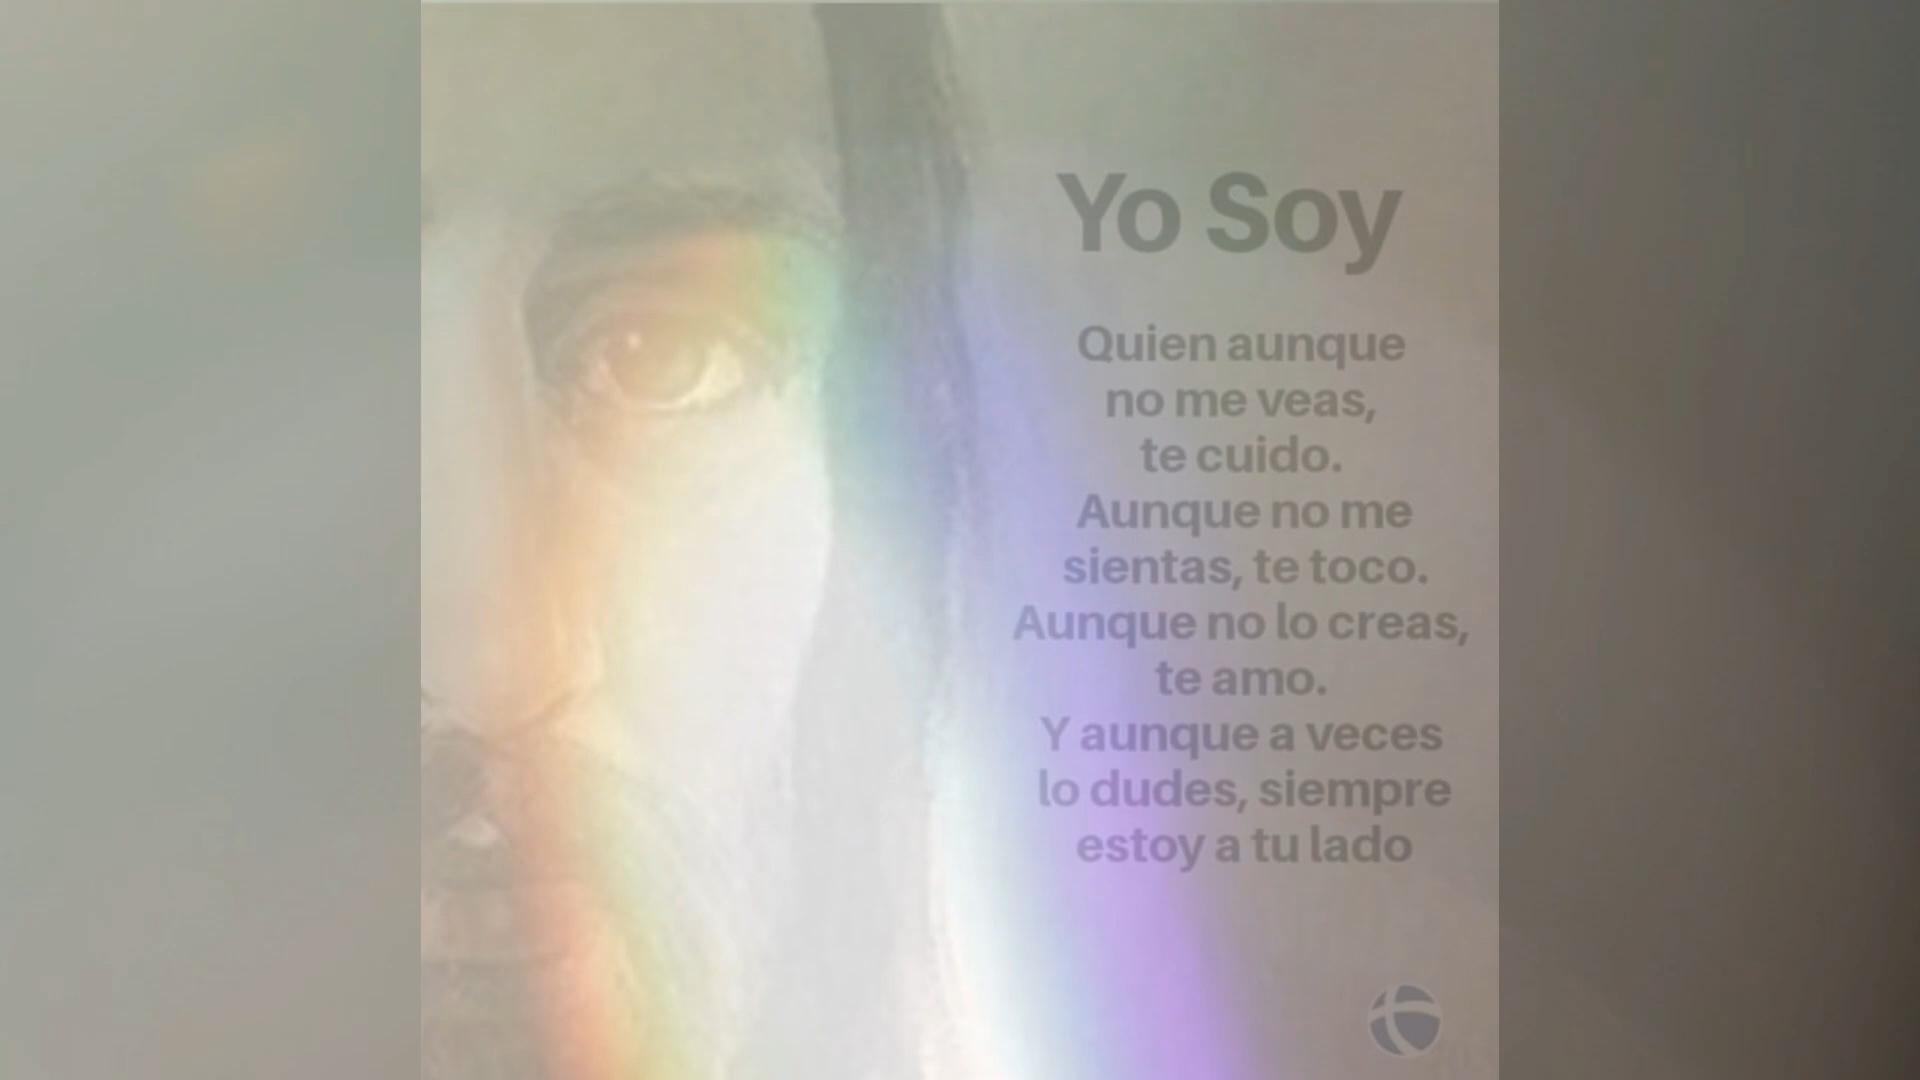 Yo Soy
Quien aunque
no me veas,
te cuido.
Aunque no me
sientas, te toco.
Aunque no lo creas,
te amo.
Y aunque a veces
lo dudes, siempre
estoy a tu lado